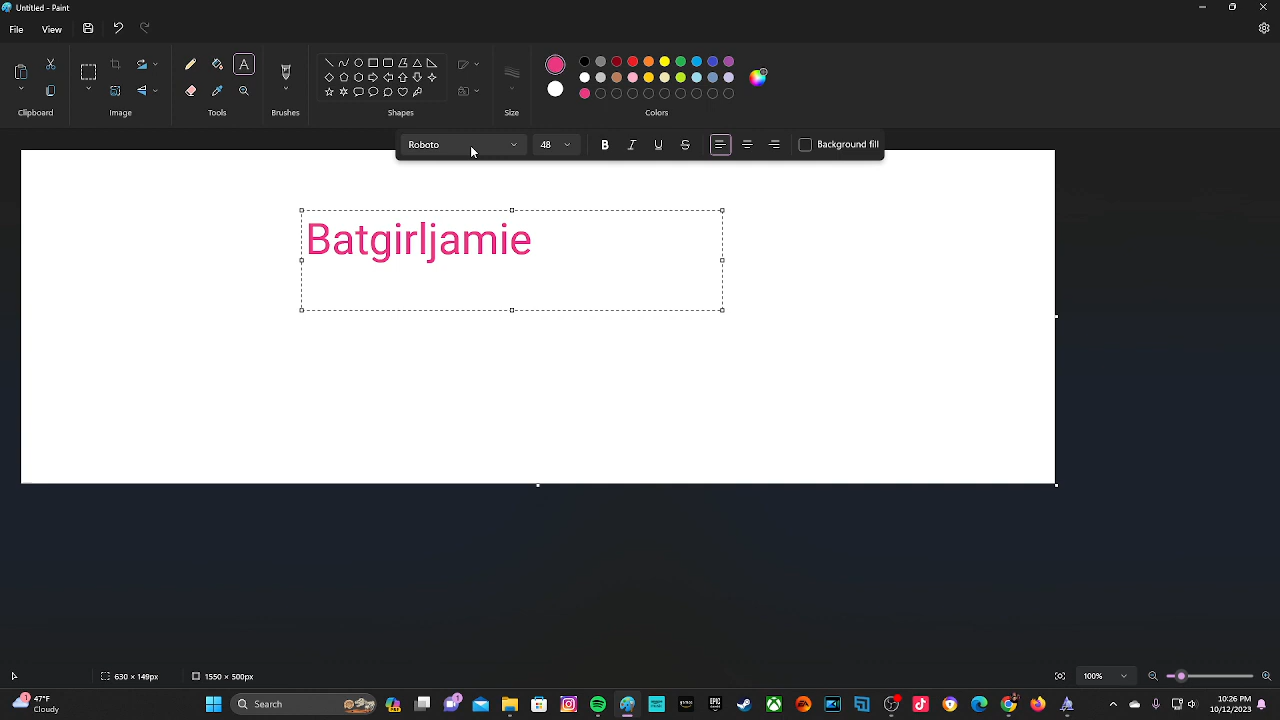 Untitled - Paint
File View
Clipboard Image Tools Brushes Shapes Size Colors
Roboto 48 B I U S Background fill
Batgirljamie
630 × 149px 1550 × 500px 100%
1 47°F
Cloudy
Search
10:26 PM
10/12/2023